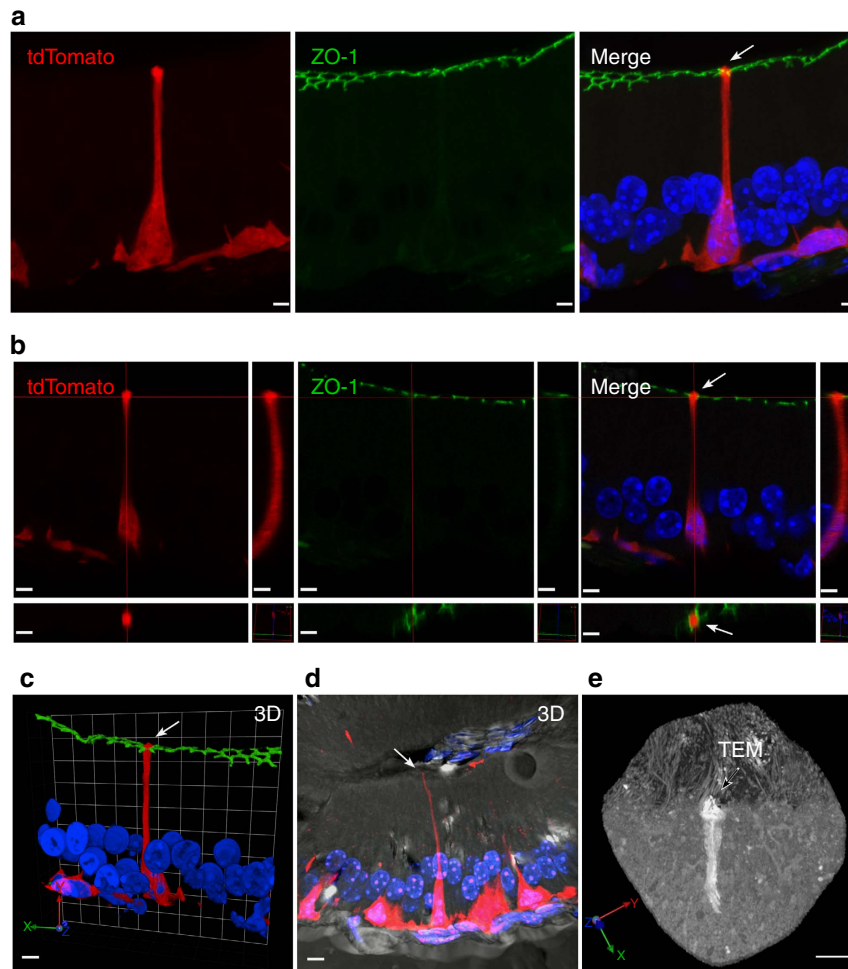 a
tdTomato
ZO-1
Merge
b
tdTomato
ZO-1
Merge
c
3D
d
3D
e
TEM
X
Z
Y
Z
X